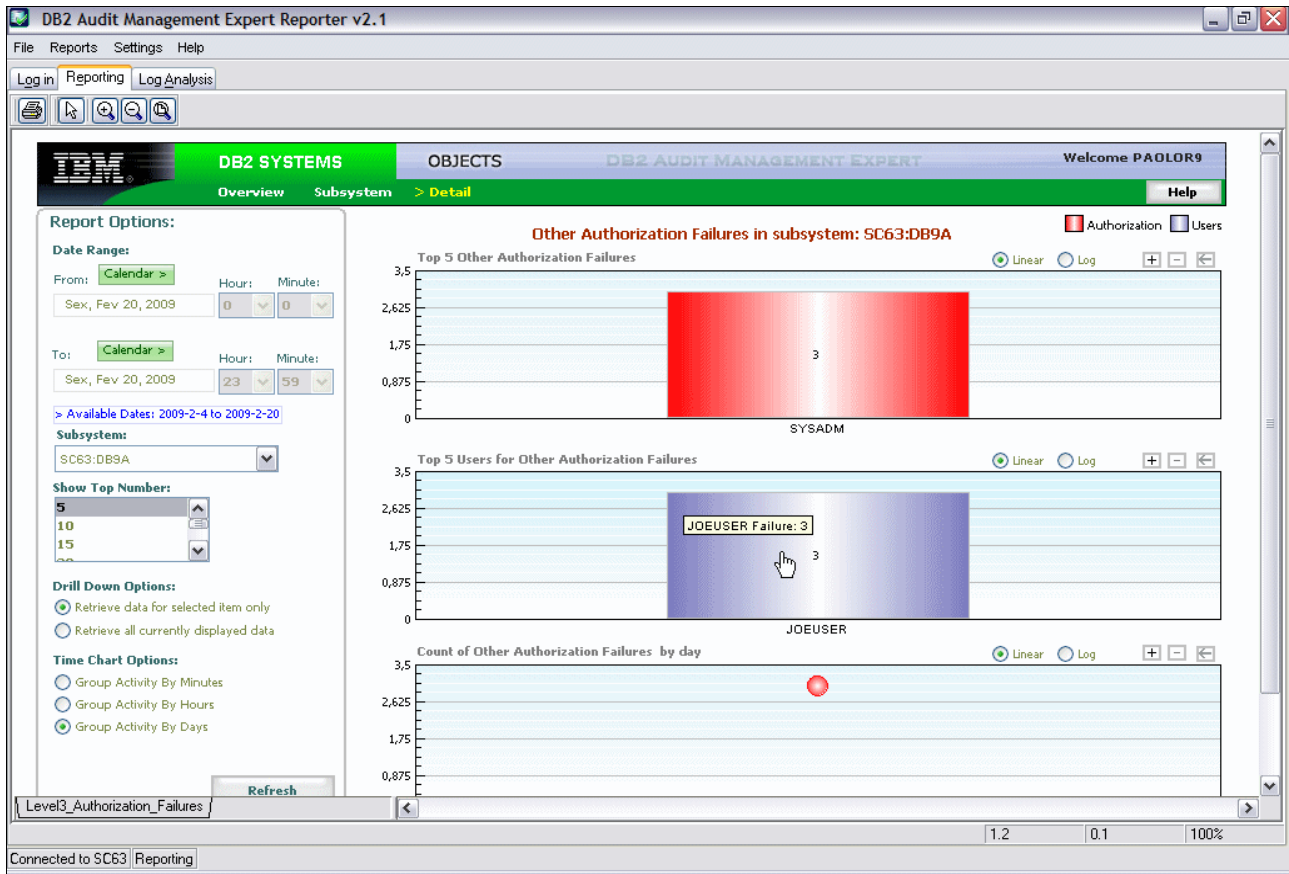 DB2 Audit Management Expert Reporter v2.1
File Reports Settings Help
Log in Reporting Log Analysis
IBM. DB2 SYSTEMS OBJECTS DB2 AUDIT MANAGEMENT EXPERT Welcome PAOLOR9
Overview Subsystem > Detail Help
Report Options:
Date Range:
From: Calendar >
Hour: Minute:
Sex, Fev 20, 2009 0 0
To: Calendar >
Hour: Minute:
Sex, Fev 20, 2009 23 59
> Available Dates: 2009-2-4 to 2009-2-20
Subsystem:
SC63:DB9A
Show Top Number:
5
10
15
Drill Down Options:
Retrieve data for selected item only
Retrieve all currently displayed data
Time Chart Options:
Group Activity By Minutes
Group Activity By Hours
Group Activity By Days
Refresh
Authorization Users
Other Authorization Failures in subsystem: SC63:DB9A
Top 5 Other Authorization Failures Linear Log
3,5
2,625
1,75
3
0,875
0
SYSADM
Top 5 Users for Other Authorization Failures Linear Log
3,5
2,625
JOEUSER Failure: 3
1,75
3
0,875
0
JOEUSER
Count of Other Authorization Failures by day Linear Log
3,5
2,625
1,75
0,875
Level3_Authorization_Failures
1.2 0.1 100%
Connected to SC63 Reporting